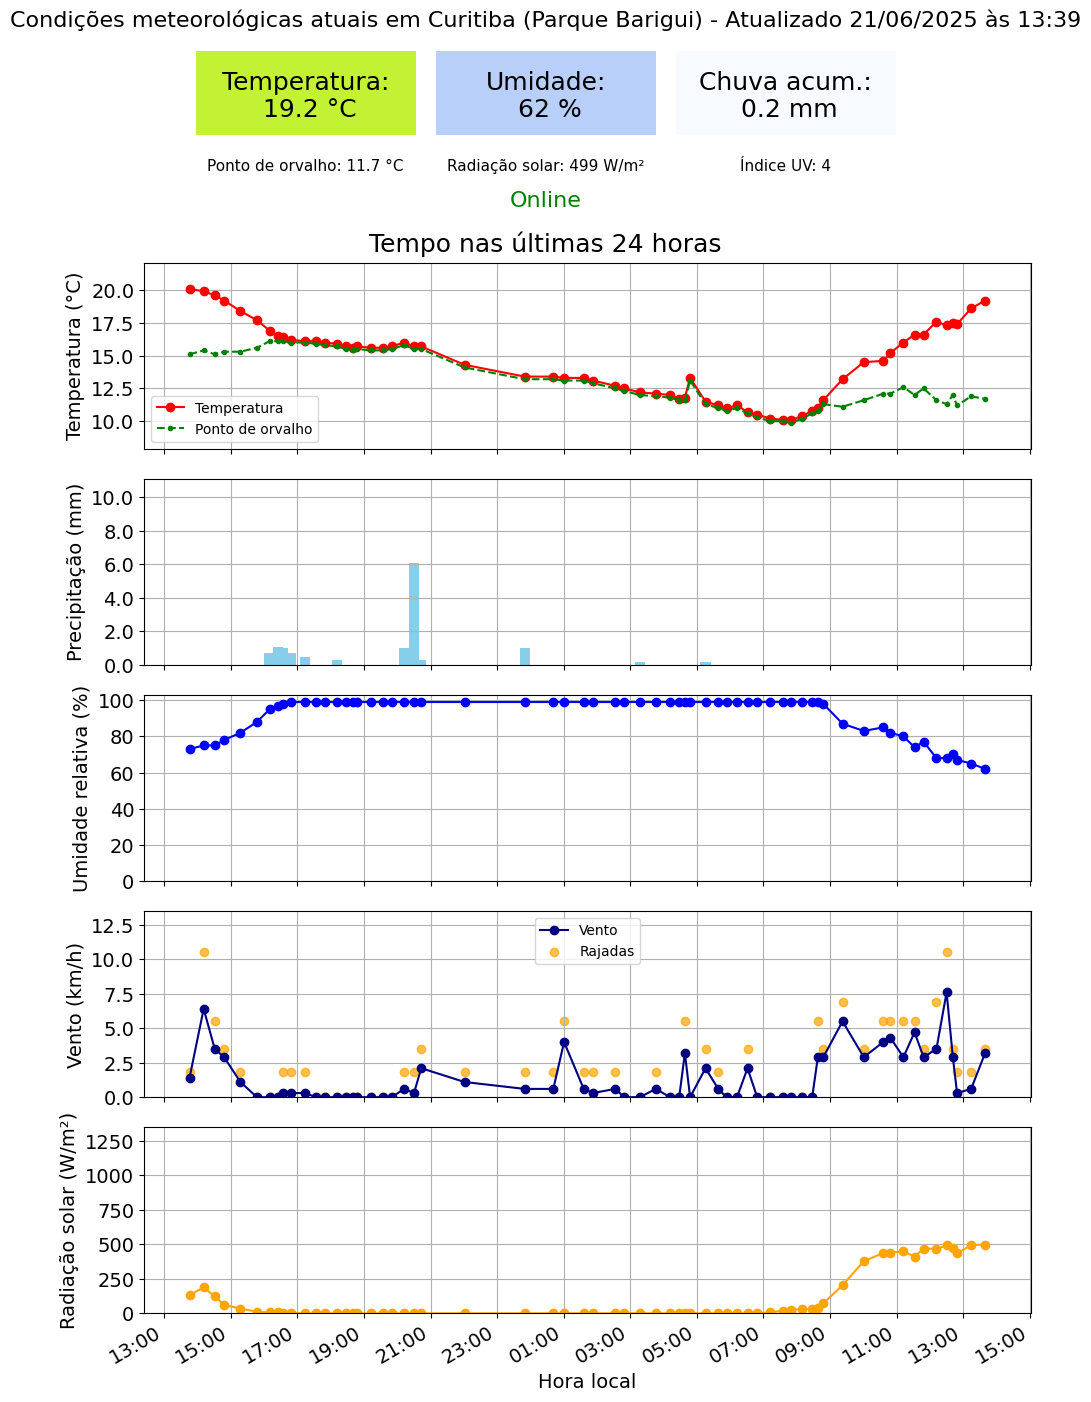 Condições meteorológicas atuais em Curitiba (Parque Barigui) - Atualizado 21/06/2025 às 13:39
Temperatura:
19.2 °C
Umidade:
62 %
Chuva acum.:
0.2 mm
Ponto de orvalho: 11.7 °C
Radiação solar: 499 W/m²
Índice UV: 4
Online
Tempo nas últimas 24 horas
Temperatura (°C)
20.0
17.5
15.0
12.5
10.0
Temperatura
Ponto de orvalho
Precipitação (mm)
10.0
8.0
6.0
4.0
2.0
0.0
Umidade relativa (%)
100
80
60
40
20
0
Vento (km/h)
12.5
10.0
7.5
5.0
2.5
0.0
Vento
Rajadas
Radiação solar (W/m²)
1250
1000
750
500
250
0
13:00
15:00
17:00
19:00
21:00
23:00
01:00
03:00
05:00
07:00
09:00
11:00
13:00
15:00
Hora local